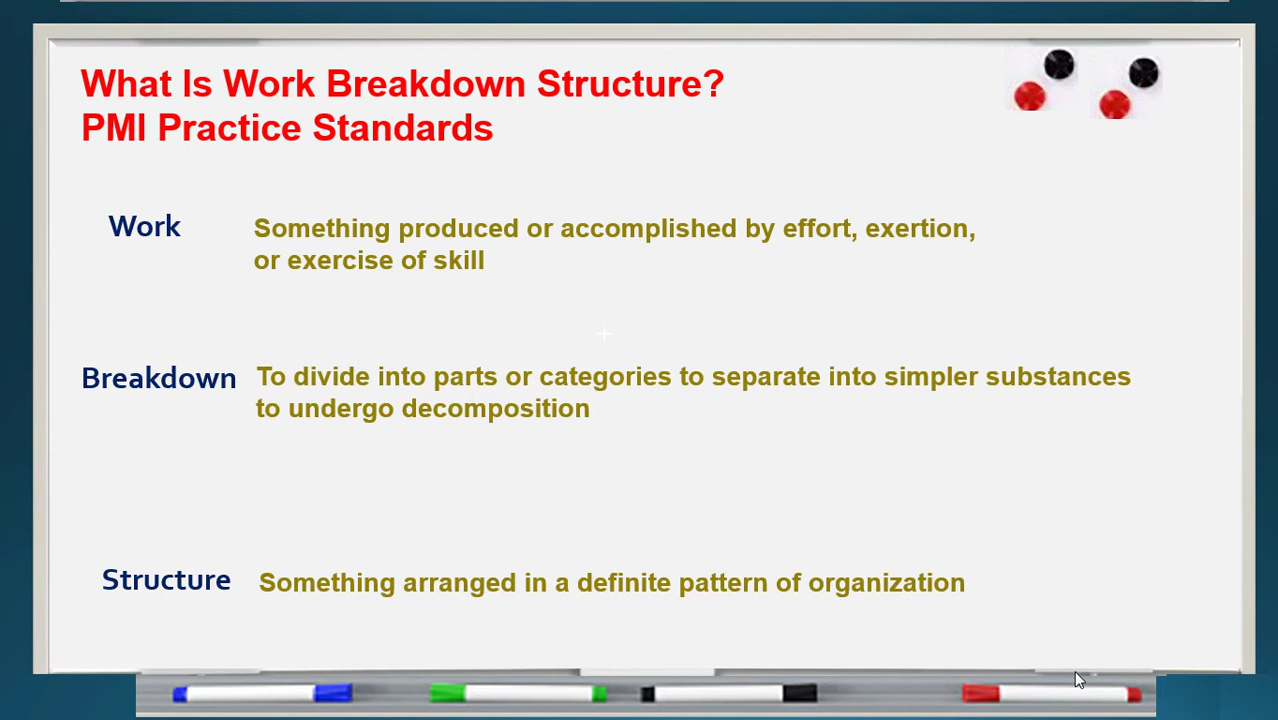 What Is Work Breakdown Structure?
PMI Practice Standards
Work
Something produced or accomplished by effort, exertion,
or exercise of skill
Breakdown
To divide into parts or categories to separate into simpler substances
to undergo decomposition
Structure
Something arranged in a definite pattern of organization